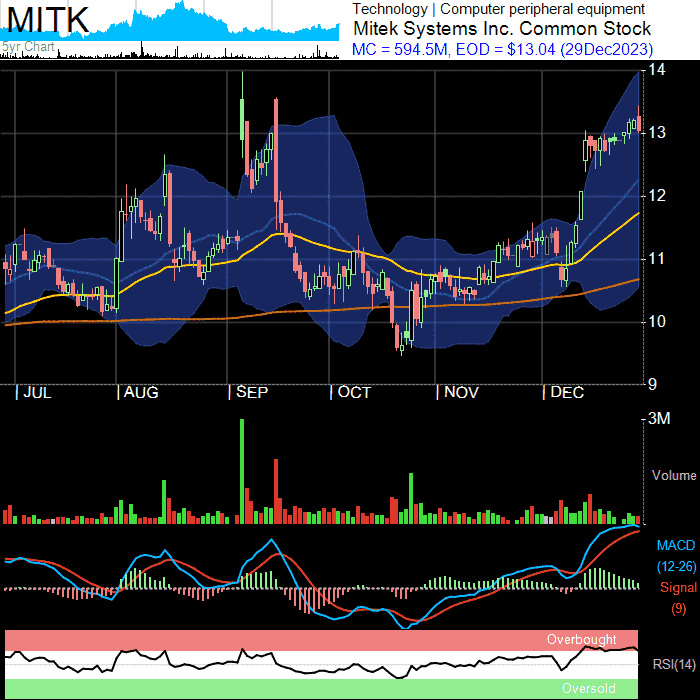 MITK
5yr Chart
Technology | Computer peripheral equipment
Mitek Systems Inc. Common Stock
MC = 594.5M, EOD = $13.04 (29Dec2023)
14
13
12
11
10
9
| JUL | AUG | SEP | OCT | NOV | DEC
3M
Volume
MACD
(12-26)
Signal
(9)
Overbought
RSI(14)
Oversold